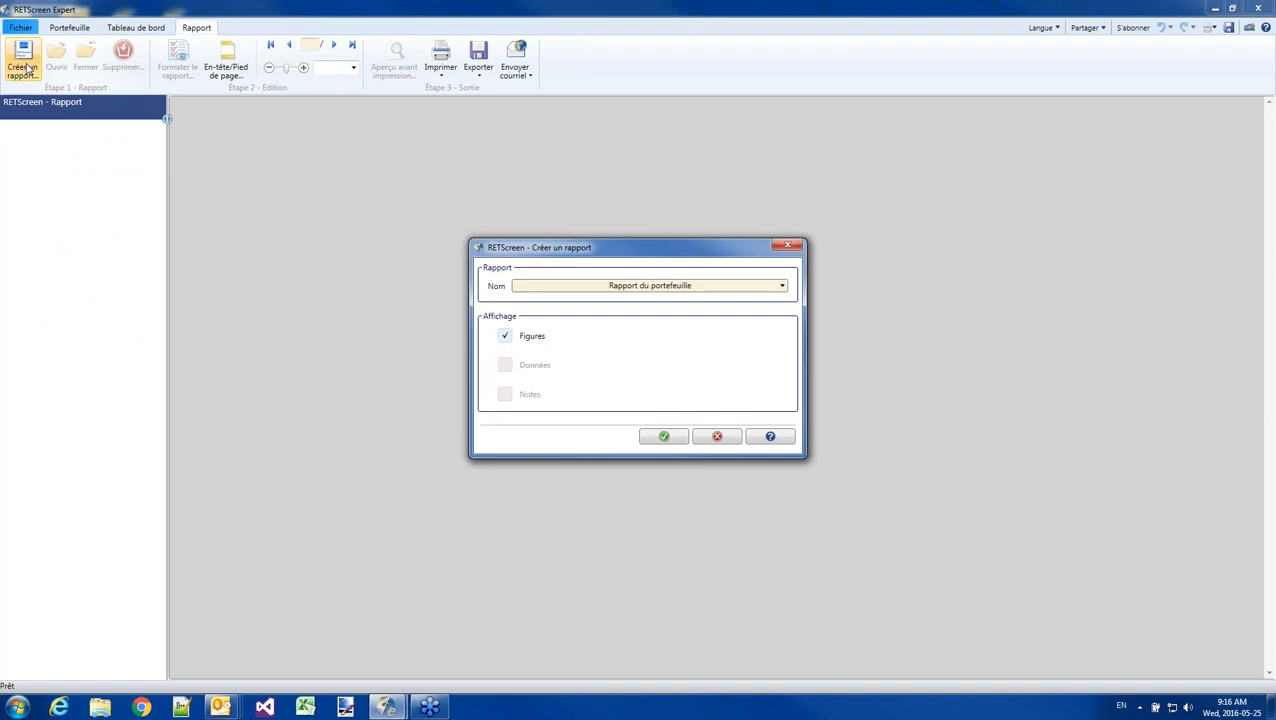 RETScreen Expert
Fichier Portefeuille Tableau de bord Rapport Langue Partager S'abonner
Créer un rapport... Ouvrir Fermer Supprimer... Formater le rapport... En-tête/Pied de page... / Aperçu avant impression... Imprimer Exporter Envoyer courriel
Étape 1 - Rapport Étape 2 - Edition Étape 3 - Sortie
RETScreen - Rapport
RETScreen - Créer un rapport
Rapport
Nom Rapport du portefeuille
Affichage
Figures
Données
Notes
Prêt
EN 9:16 AM
Wed, 2016-05-25